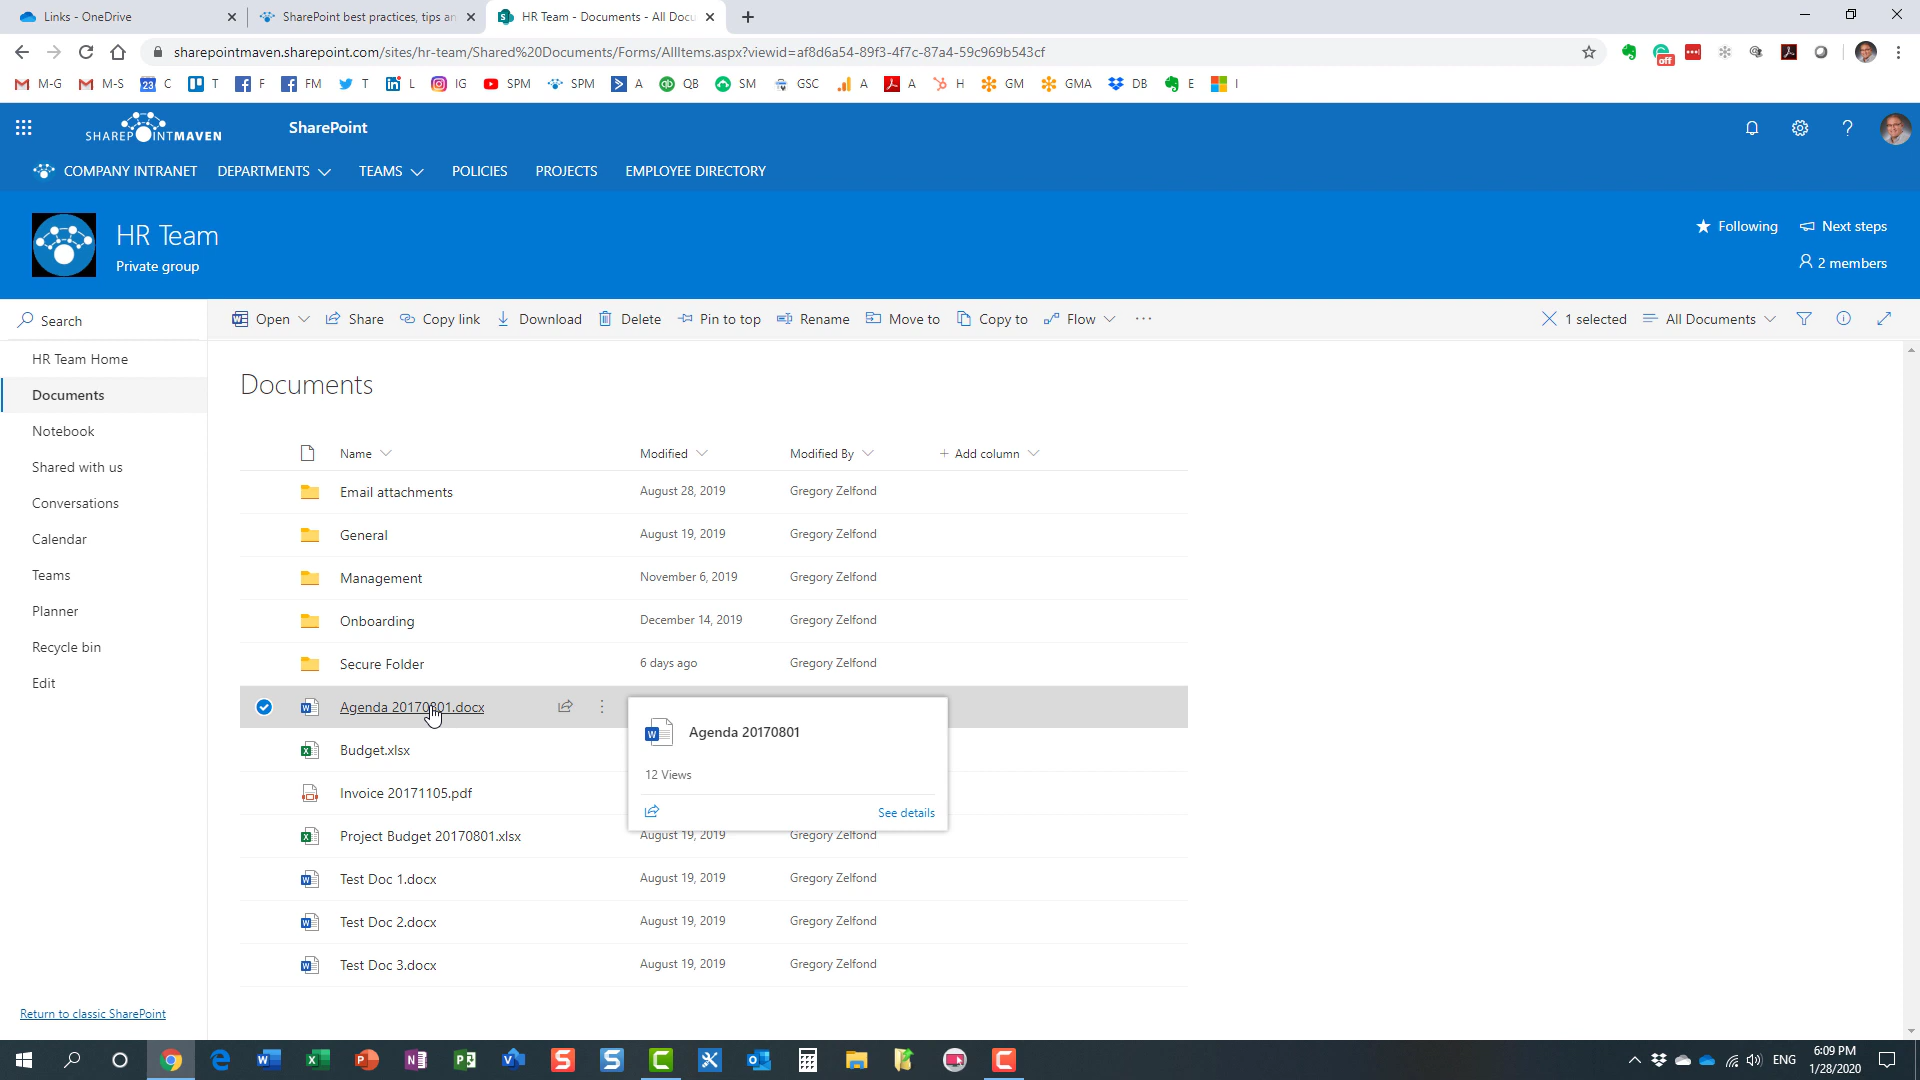 Links - OneDrive
SharePoint best practices, tips an
HR Team - Documents - All Docu
sharepointmaven.sharepoint.com/sites/hr-team/Shared%20Documents/Forms/AllItems.aspx?viewid=af8d6a54-89f3-4f7c-87a4-59c969b543cf
off
M-G M-S 23 C T F FM T L IG SPM SPM A QB SM GSC A A H GM GMA DB E I
SHAREPOINTMAVEN
SharePoint
COMPANY INTRANET DEPARTMENTS TEAMS POLICIES PROJECTS EMPLOYEE DIRECTORY
HR Team
Private group
Following Next steps
2 members
Search
Open Share Copy link Download Delete Pin to top Rename Move to Copy to Flow
1 selected All Documents
HR Team Home
Documents
Notebook
Shared with us
Conversations
Calendar
Teams
Planner
Recycle bin
Edit
Return to classic SharePoint
Documents
Name Modified Modified By + Add column
Email attachments August 28, 2019 Gregory Zelfond
General August 19, 2019 Gregory Zelfond
Management November 6, 2019 Gregory Zelfond
Onboarding December 14, 2019 Gregory Zelfond
Secure Folder 6 days ago Gregory Zelfond
Agenda 20170801.docx
Budget.xlsx
Invoice 20171105.pdf
Project Budget 20170801.xlsx August 19, 2019 Gregory Zelfond
Test Doc 1.docx August 19, 2019 Gregory Zelfond
Test Doc 2.docx August 19, 2019 Gregory Zelfond
Test Doc 3.docx August 19, 2019 Gregory Zelfond
Agenda 20170801
12 Views
See details
ENG
6:09 PM
1/28/2020